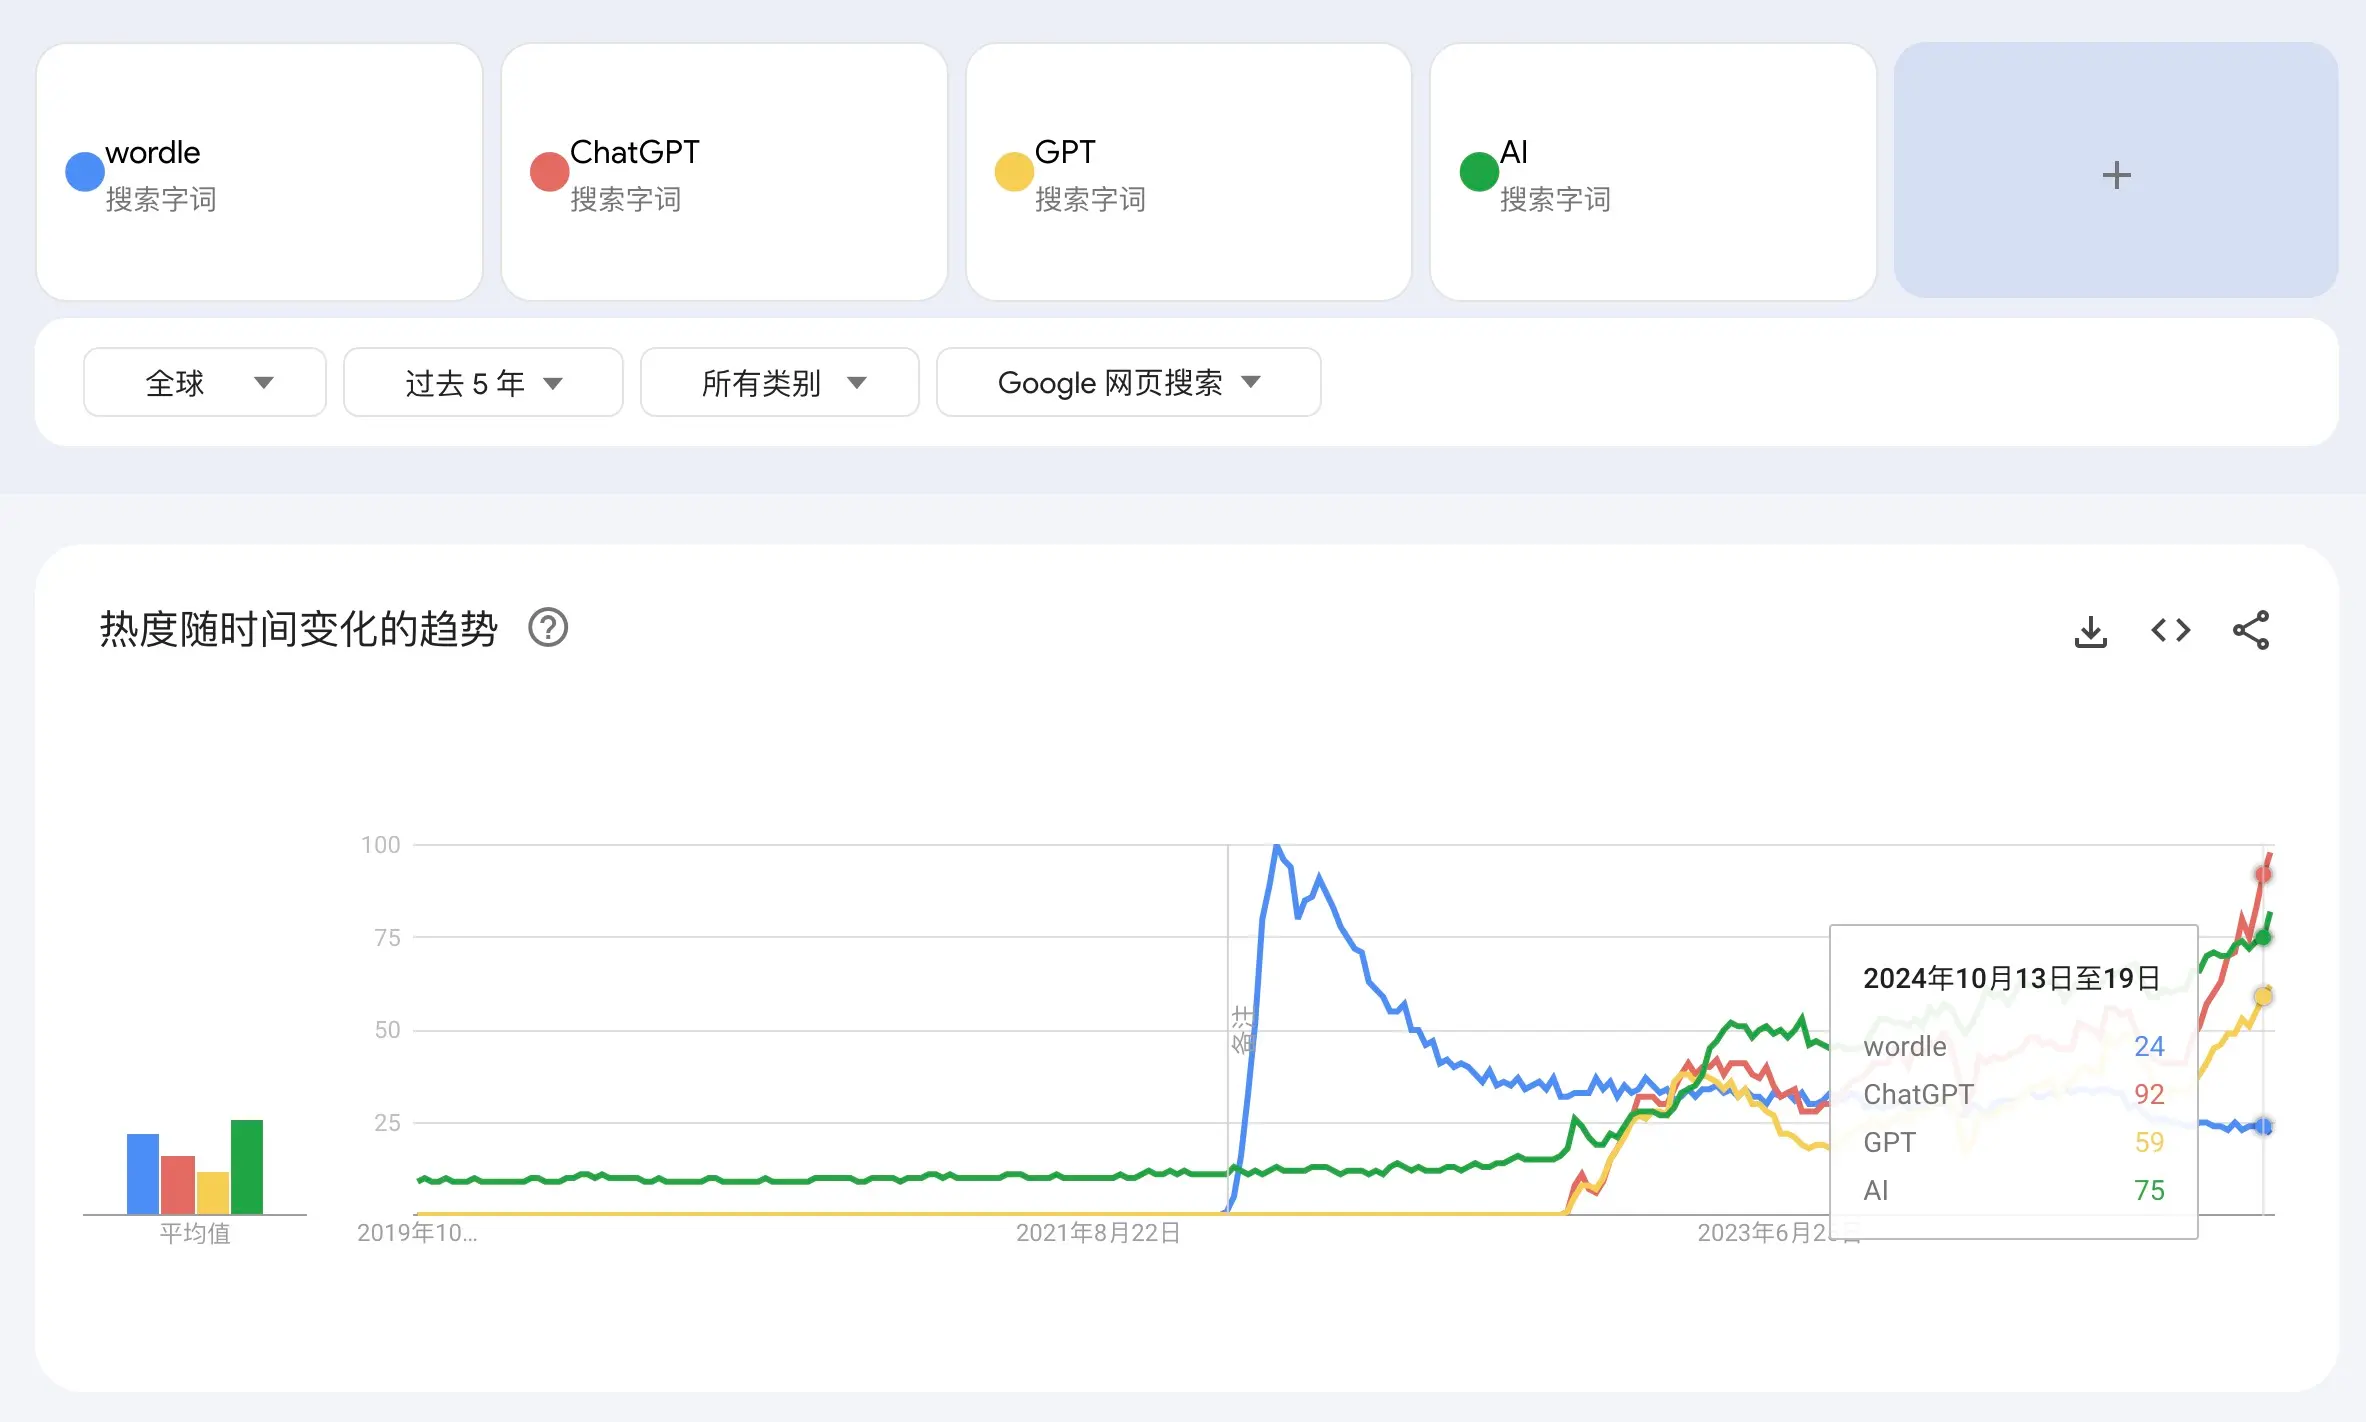 wordle
搜索字词
ChatGPT
搜索字词
GPT
搜索字词
AI
搜索字词
+
全球
过去 5 年
所有类别
Google 网页搜索
热度随时间变化的趋势
?
100
75
50
25
备注
平均值
2019年10...
2021年8月22日
2023年6月25日
2024年10月13日至19日
wordle 24
ChatGPT 92
GPT 59
AI 75